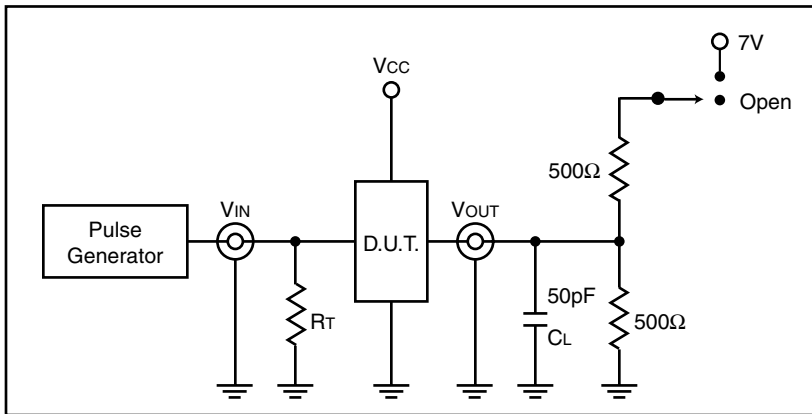 7V
VCC
Open
500Ω
VIN
VOUT
Pulse
Generator
D.U.T.
50pF
RT
500Ω
CL